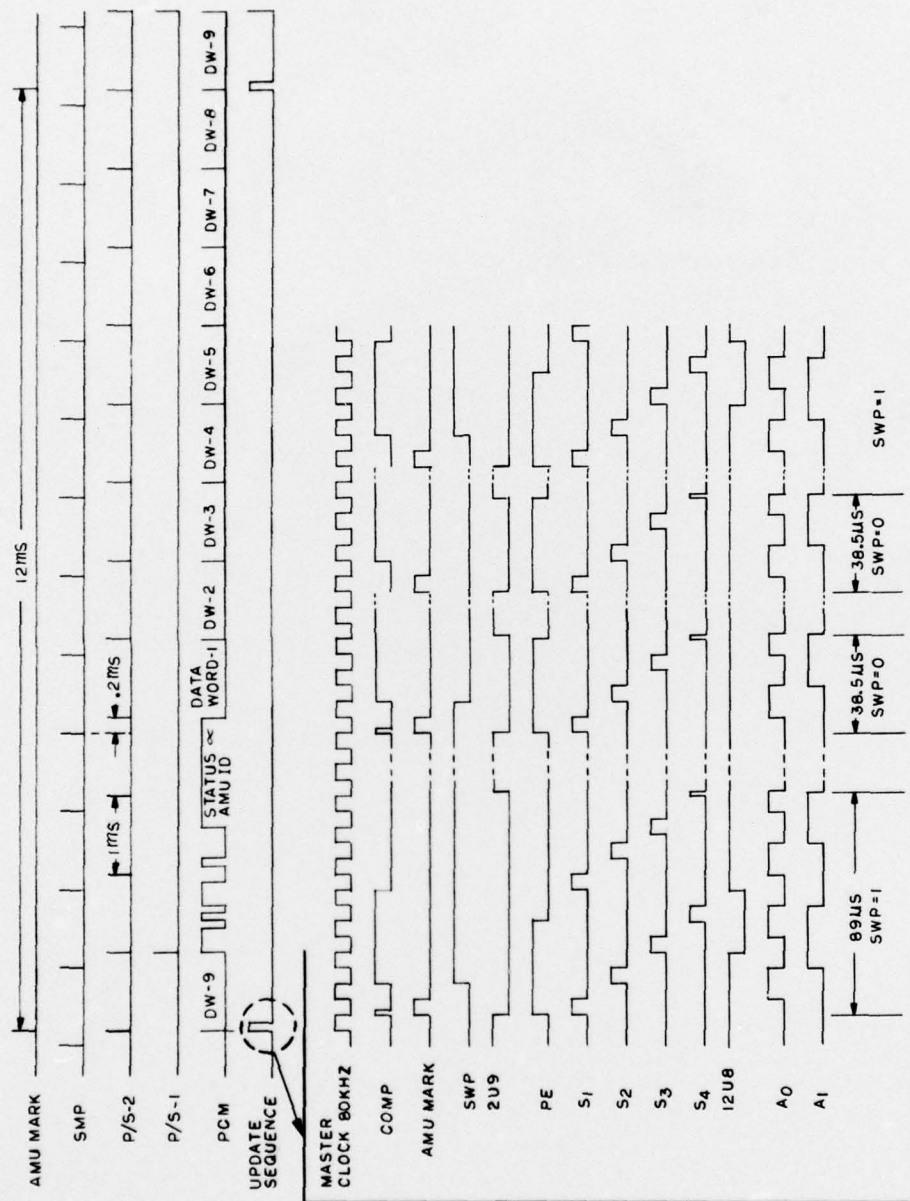 AMU MARK
12MS
SMP
P/S-2
1MS
.2MS
P/S-1
PCM
DW-9
STATUS ∝
AMU ID
DATA
WORD-1
DW-2
DW-3
DW-4
DW-5
DW-6
DW-7
DW-8
DW-9
UPDATE
SEQUENCE
MASTER
CLOCK 80KHZ
COMP
AMU MARK
SWP
2U9
PE
S1
S2
S3
S4
12U8
A0
A1
89µS
SWP=1
38.5µS
SWP=0
38.5µS
SWP=0
SWP=1